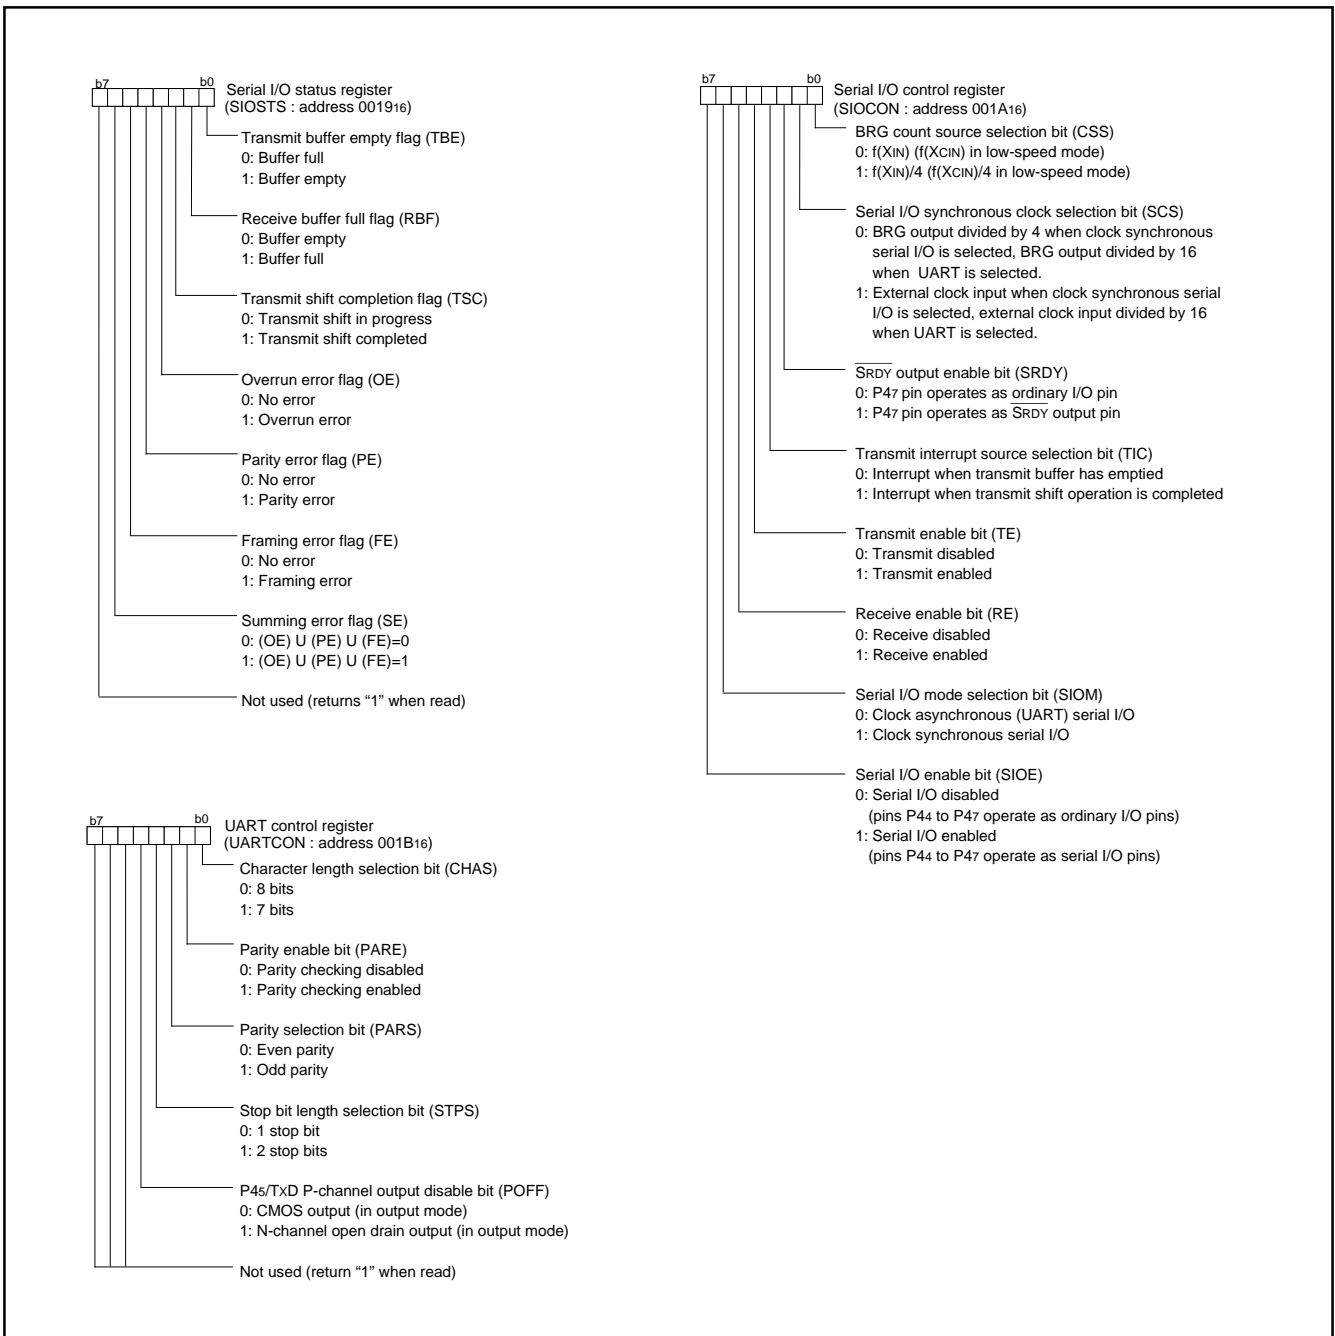 b7 b0 Serial I/O status register
(SIOSTS : address 001916)
Transmit buffer empty flag (TBE)
0: Buffer full
1: Buffer empty
Receive buffer full flag (RBF)
0: Buffer empty
1: Buffer full
Transmit shift completion flag (TSC)
0: Transmit shift in progress
1: Transmit shift completed
Overrun error flag (OE)
0: No error
1: Overrun error
Parity error flag (PE)
0: No error
1: Parity error
Framing error flag (FE)
0: No error
1: Framing error
Summing error flag (SE)
0: (OE) U (PE) U (FE)=0
1: (OE) U (PE) U (FE)=1
Not used (returns “1” when read)
b7 b0 UART control register
(UARTCON : address 001B16)
Character length selection bit (CHAS)
0: 8 bits
1: 7 bits
Parity enable bit (PARE)
0: Parity checking disabled
1: Parity checking enabled
Parity selection bit (PARS)
0: Even parity
1: Odd parity
Stop bit length selection bit (STPS)
0: 1 stop bit
1: 2 stop bits
P45/TXD P-channel output disable bit (POFF)
0: CMOS output (in output mode)
1: N-channel open drain output (in output mode)
Not used (return “1” when read)
b7 b0 Serial I/O control register
(SIOCON : address 001A16)
BRG count source selection bit (CSS)
0: f(XIN) (f(XCIN) in low-speed mode)
1: f(XIN)/4 (f(XCIN)/4 in low-speed mode)
Serial I/O synchronous clock selection bit (SCS)
0: BRG output divided by 4 when clock synchronous
serial I/O is selected, BRG output divided by 16
when UART is selected.
1: External clock input when clock synchronous serial
I/O is selected, external clock input divided by 16
when UART is selected.
SRDY output enable bit (SRDY)
0: P47 pin operates as ordinary I/O pin
1: P47 pin operates as SRDY output pin
Transmit interrupt source selection bit (TIC)
0: Interrupt when transmit buffer has emptied
1: Interrupt when transmit shift operation is completed
Transmit enable bit (TE)
0: Transmit disabled
1: Transmit enabled
Receive enable bit (RE)
0: Receive disabled
1: Receive enabled
Serial I/O mode selection bit (SIOM)
0: Clock asynchronous (UART) serial I/O
1: Clock synchronous serial I/O
Serial I/O enable bit (SIOE)
0: Serial I/O disabled
(pins P44 to P47 operate as ordinary I/O pins)
1: Serial I/O enabled
(pins P44 to P47 operate as serial I/O pins)